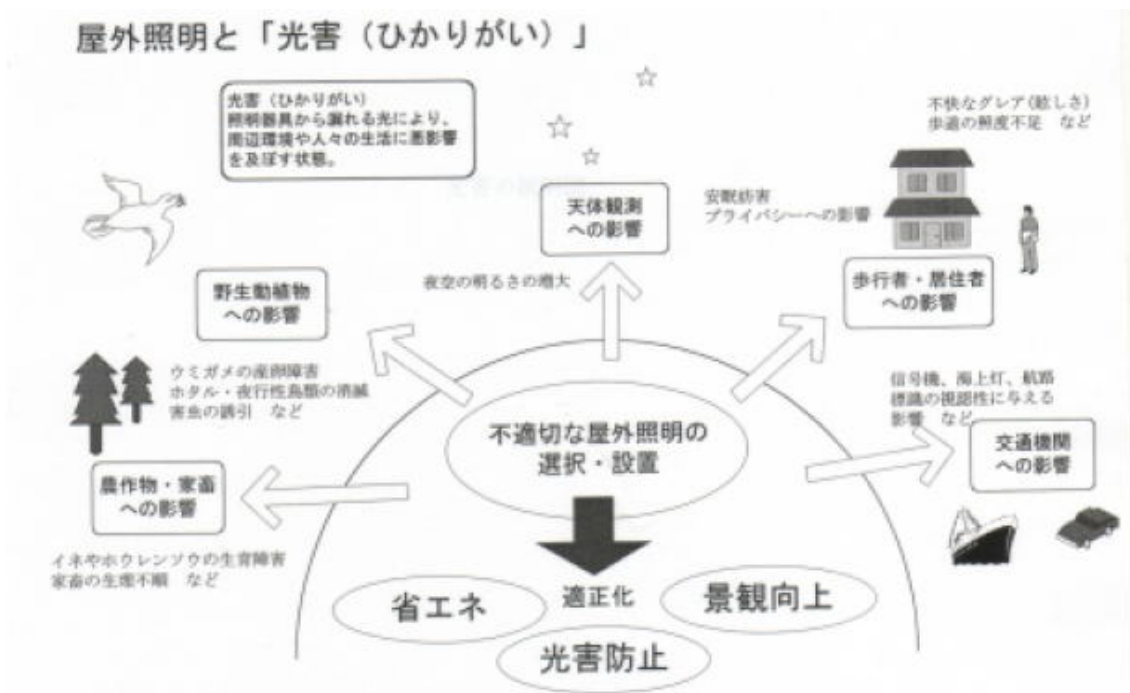 屋外照明と「光害（ひかりがい）」
光害（ひかりがい）
照明器具から漏れる光により、
周辺環境や人々の生活に悪影響
を及ぼす状態。
不快なグレア(眩しさ)
歩道の照度不足　など
天体観測
への影響
安眠妨害
プライバシーへの影響
夜空の明るさの増大
野生動植物
への影響
歩行者・居住者
への影響
ウミガメの産卵障害
ホタル・夜行性鳥類の消滅
害虫の誘引　など
信号機、海上灯、航路
標識の視認性に与える
影響　など
不適切な屋外照明の
選択・設置
交通機関
への影響
農作物・家畜
への影響
イネやホウレンソウの生育障害
家畜の生理不順　など
適正化
省エネ
景観向上
光害防止